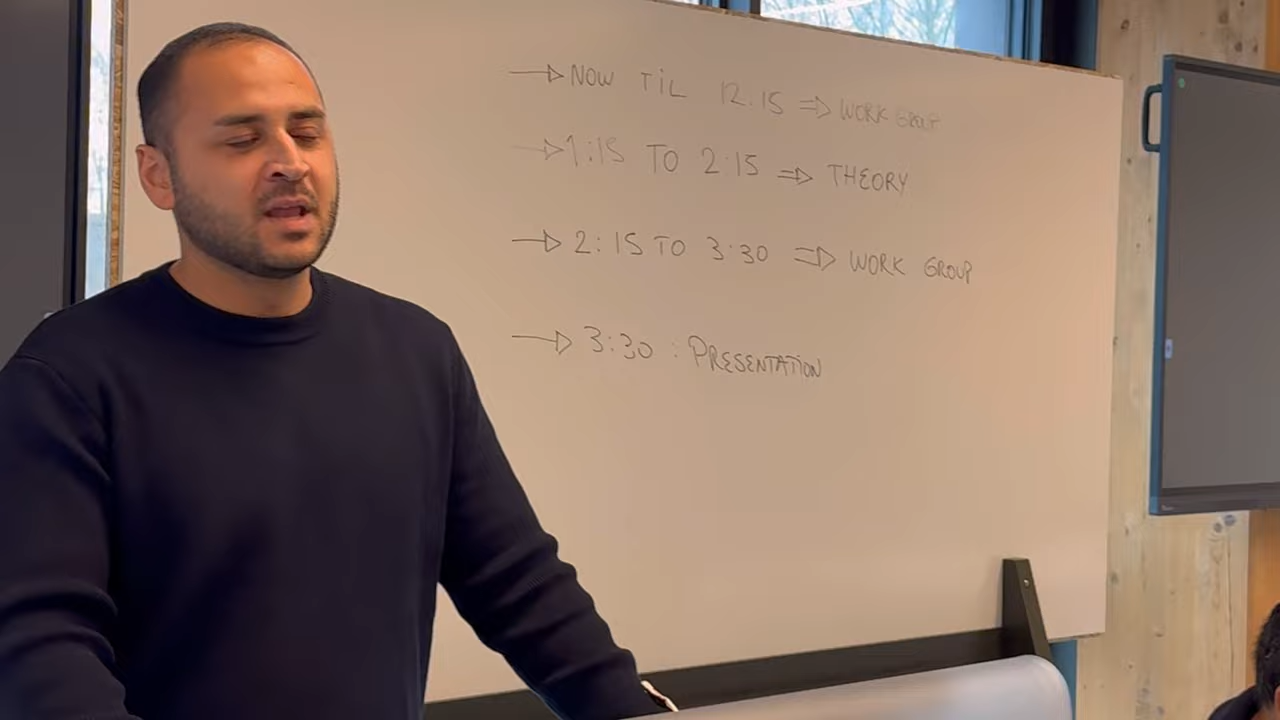 → NOW TiL 12.15 ⇒ WORK GROUP
→ 1:15 TO 2:15 ⇒ THEORY
→ 2:15 TO 3:30 ⇒ WORK GROUP
→ 3:30 : PRESENTATION